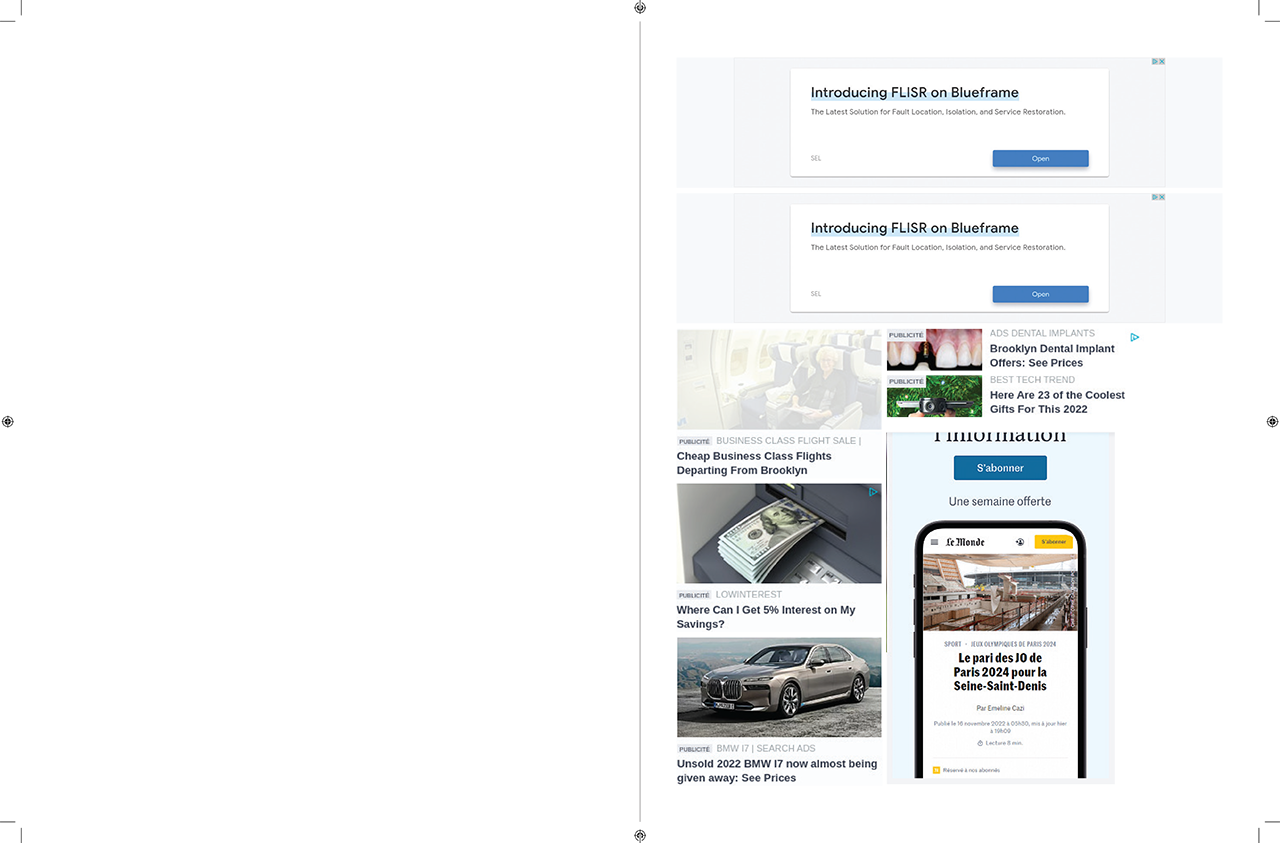 Introducing FLISR on Blueframe
The Latest Solution for Fault Location, Isolation, and Service Restoration.
SEL
Open
Introducing FLISR on Blueframe
The Latest Solution for Fault Location, Isolation, and Service Restoration.
SEL
Open
PUBLICITÉ BUSINESS CLASS FLIGHT SALE |
Cheap Business Class Flights
Departing From Brooklyn
PUBLICITÉ LOWINTEREST
Where Can I Get 5% Interest on My
Savings?
PUBLICITÉ BMW I7 | SEARCH ADS
Unsold 2022 BMW I7 now almost being
given away: See Prices
PUBLICITÉ
ADS DENTAL IMPLANTS
Brooklyn Dental Implant
Offers: See Prices
PUBLICITÉ
BEST TECH TREND
Here Are 23 of the Coolest
Gifts For This 2022
l'information
S'abonner
Une semaine offerte
Le Monde
S'abonner
SPORT • JEUX OLYMPIQUES DE PARIS 2024
Le pari des JO de
Paris 2024 pour la
Seine-Saint-Denis
Par Emeline Cazi
Publié le 16 novembre 2022 à 05h30, mis à jour hier
à 19h09
Lecture 8 min.
Réservé à nos abonnés